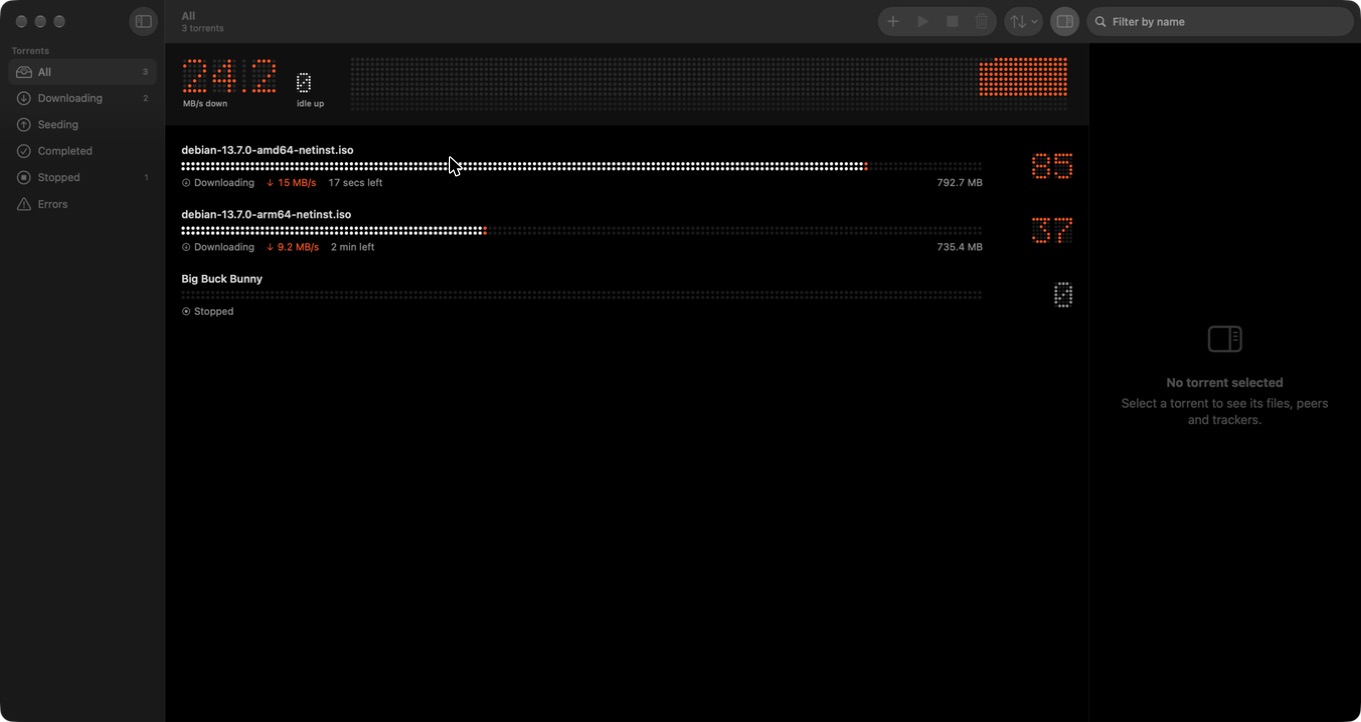 All
3 torrents
Filter by name
Torrents
All 3
Downloading 2
Seeding
Completed
Stopped 1
Errors
24.2
MB/s down
0
idle up
debian-13.7.0-amd64-netinst.iso
Downloading ↓ 15 MB/s 17 secs left 792.7 MB
85
debian-13.7.0-arm64-netinst.iso
Downloading ↓ 9.2 MB/s 2 min left 735.4 MB
37
Big Buck Bunny
Stopped
0
No torrent selected
Select a torrent to see its files, peers
and trackers.